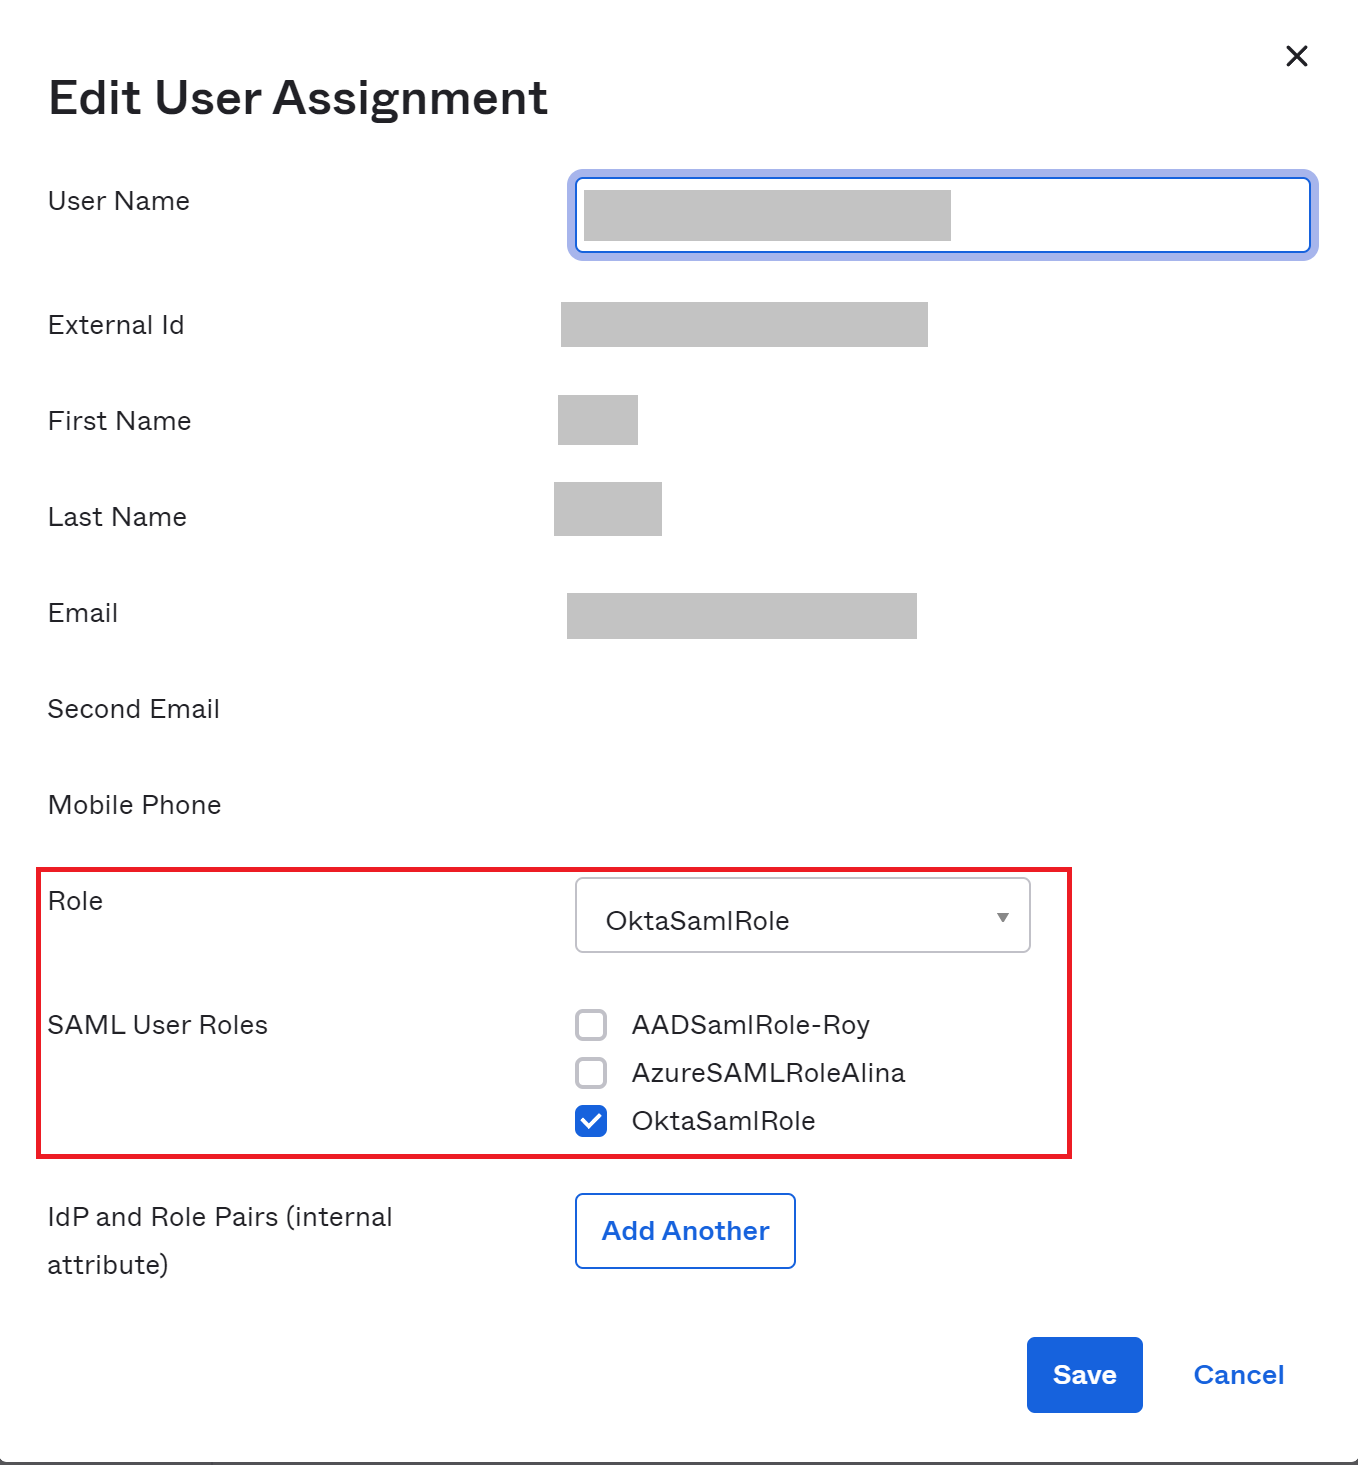 Edit User Assignment
User Name
External Id
First Name
Last Name
Email
Second Email
Mobile Phone
Role
OktaSamlRole
SAML User Roles
AADSamlRole-Roy
AzureSAMLRoleAlina
OktaSamlRole
IdP and Role Pairs (internal
attribute)
Add Another
Save
Cancel